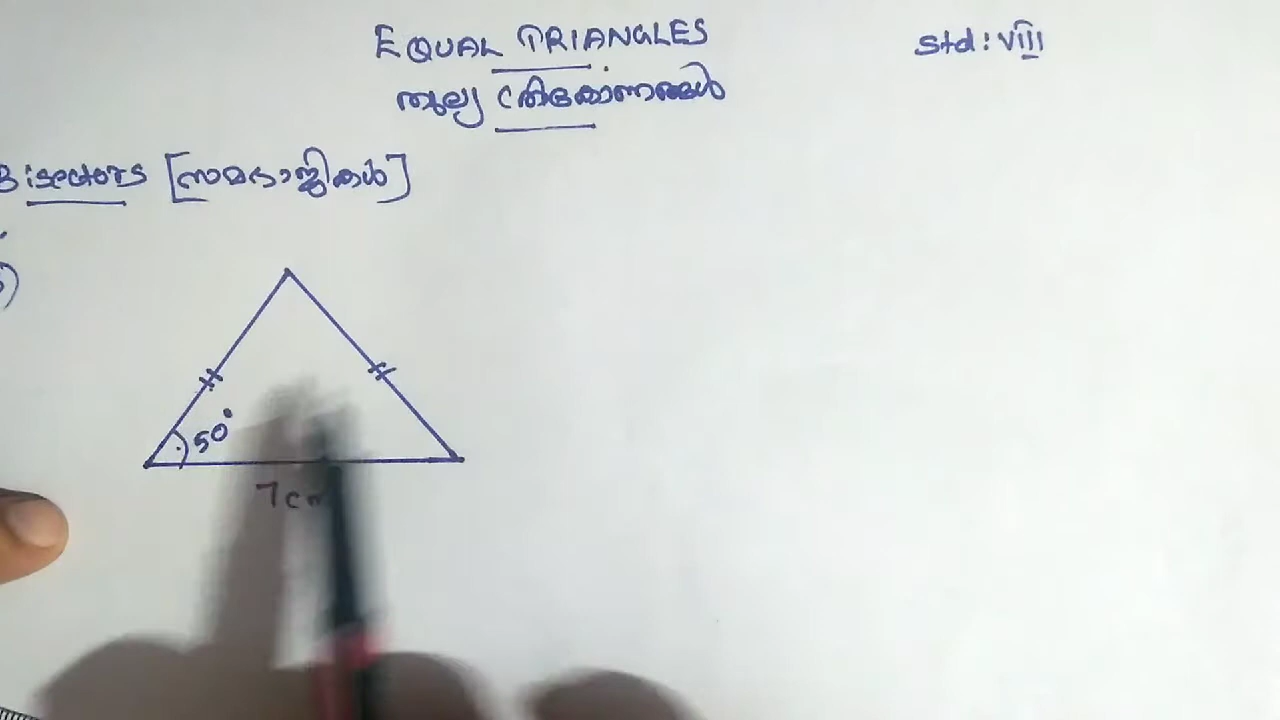 EQUAL TRIANGLES
Std: VIII
തുല്യ ത്രികോണങ്ങൾ
Bisectors [സമഭാജികൾ]
50°
7cm